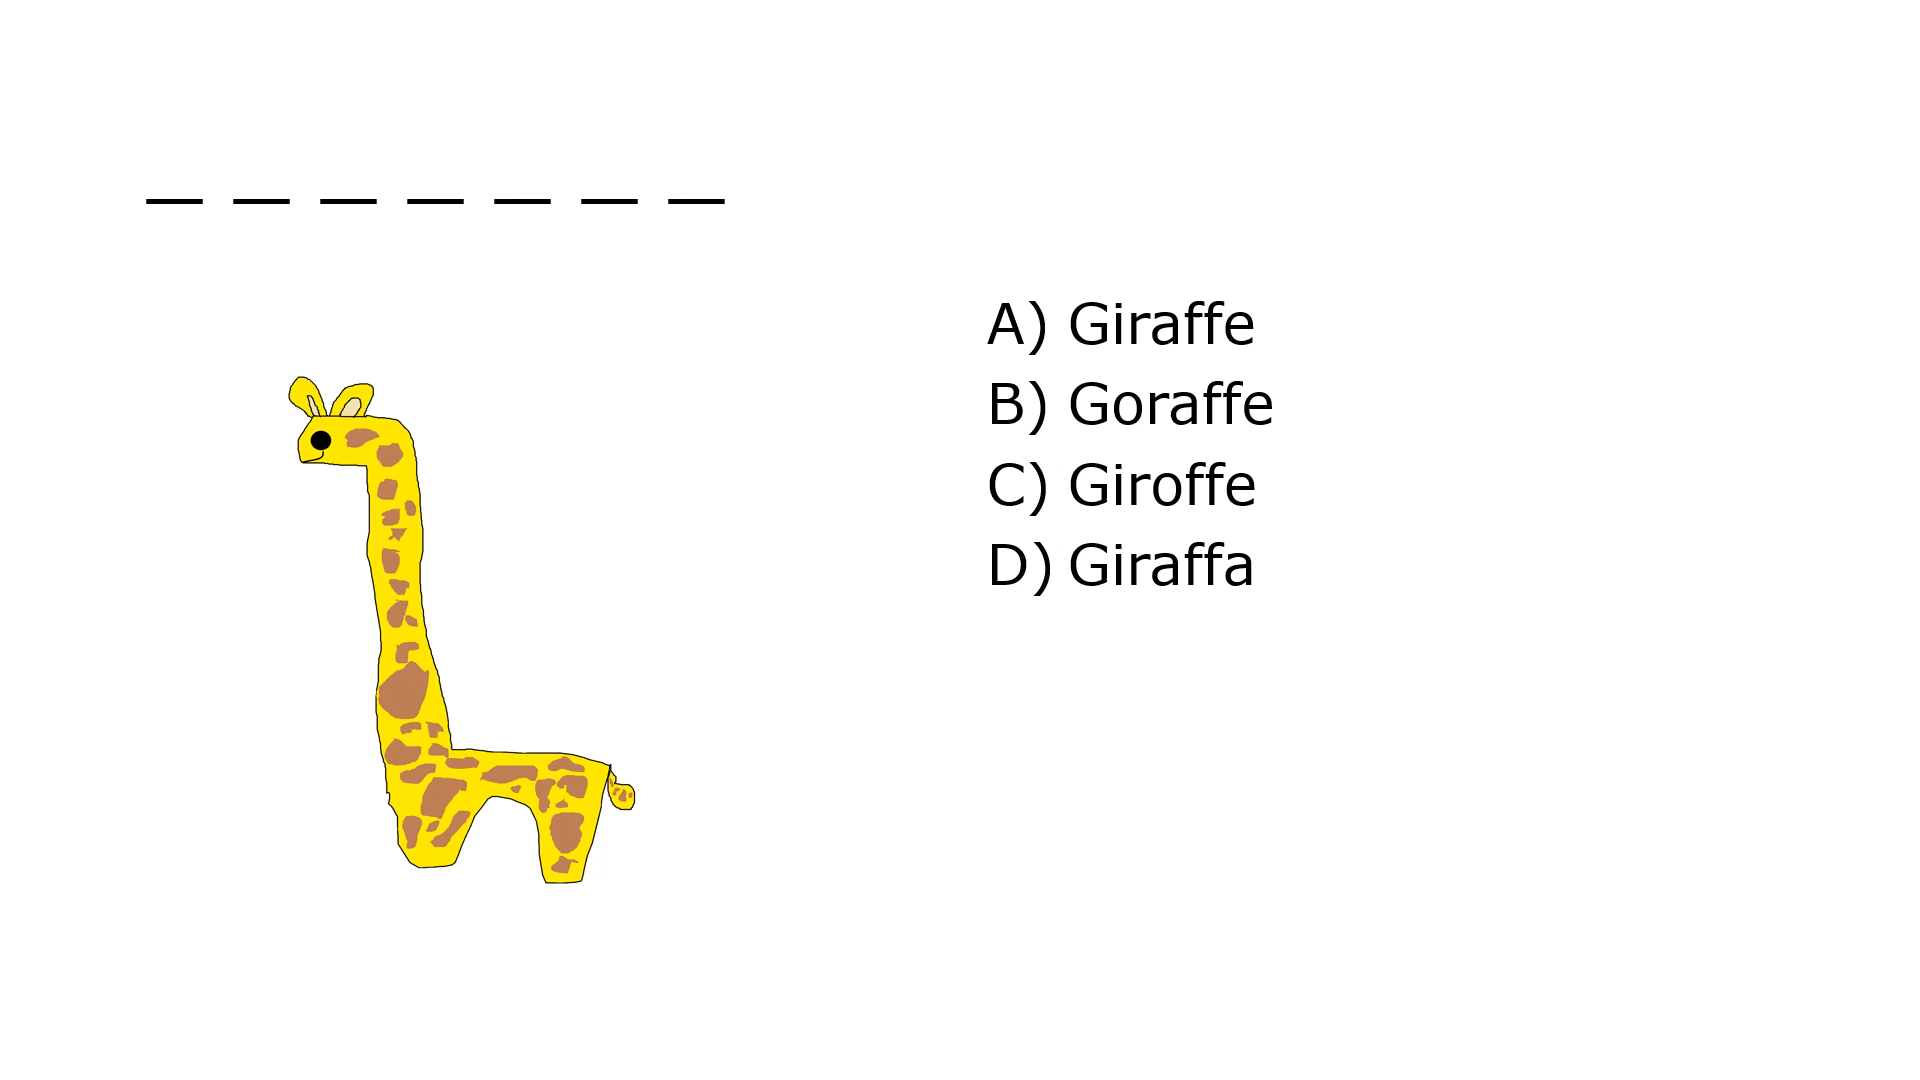 _ _ _ _ _ _ _
A) Giraffe
B) Goraffe
C) Giroffe
D) Giraffa